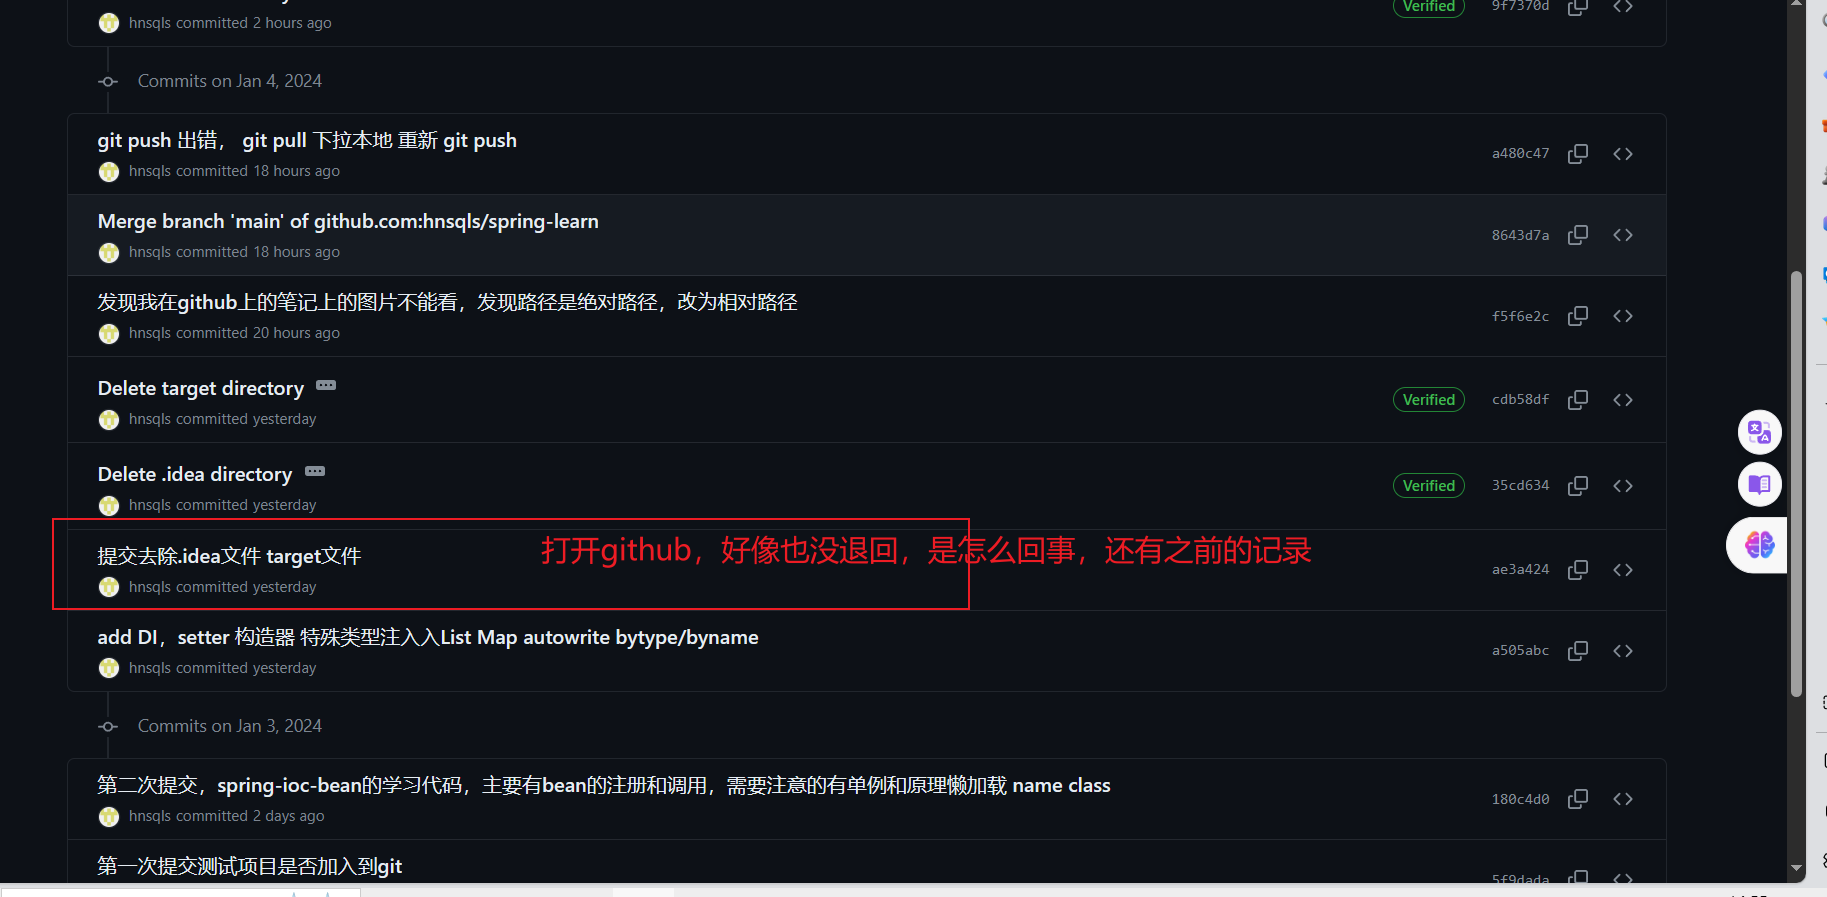 hnsqls committed 2 hours ago
Verified
9f7370d
Commits on Jan 4, 2024
git push 出错， git pull 下拉本地 重新 git push
hnsqls committed 18 hours ago
a480c47
Merge branch 'main' of github.com:hnsqls/spring-learn
hnsqls committed 18 hours ago
8643d7a
发现我在github上的笔记上的图片不能看，发现路径是绝对路径，改为相对路径
hnsqls committed 20 hours ago
f5f6e2c
Delete target directory
hnsqls committed yesterday
Verified
cdb58df
Delete .idea directory
hnsqls committed yesterday
Verified
35cd634
提交去除.idea文件 target文件
打开github，好像也没退回，是怎么回事，还有之前的记录
hnsqls committed yesterday
ae3a424
add DI，setter 构造器 特殊类型注入入List Map autowrite bytype/byname
hnsqls committed yesterday
a505abc
Commits on Jan 3, 2024
第二次提交，spring-ioc-bean的学习代码，主要有bean的注册和调用，需要注意的有单例和原理懒加载 name class
hnsqls committed 2 days ago
180c4d0
第一次提交测试项目是否加入到git
5f9dada